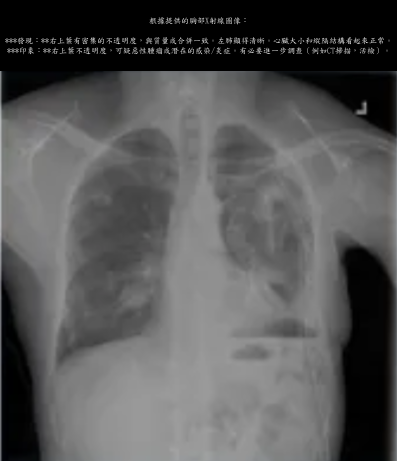 根據提供的胸部X射線圖像：
***發現：**右上葉有密集的不透明度，與質量或合併一致。左肺顯得清晰。心臟大小和縱隔結構看起來正常。
***印象：**右上葉不透明度，可疑惡性腫瘤或潛在的感染/炎症。有必要進一步調查（例如CT掃描，活檢）。